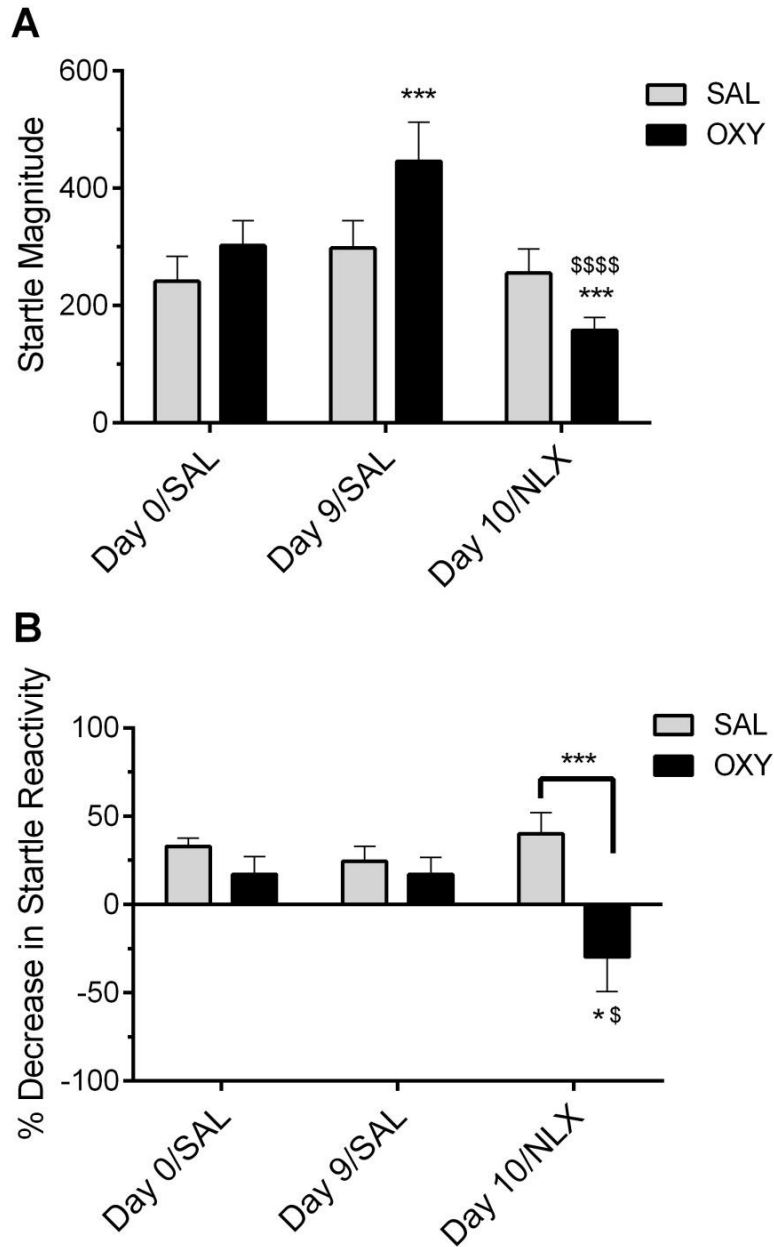 A
Startle Magnitude
600
400
200
0
***
$$$$
***
SAL
OXY
Day 0/SAL
Day 9/SAL
Day 10/NLX
B
% Decrease in Startle Reactivity
100
50
0
-50
-100
***
* $
SAL
OXY
Day 0/SAL
Day 9/SAL
Day 10/NLX